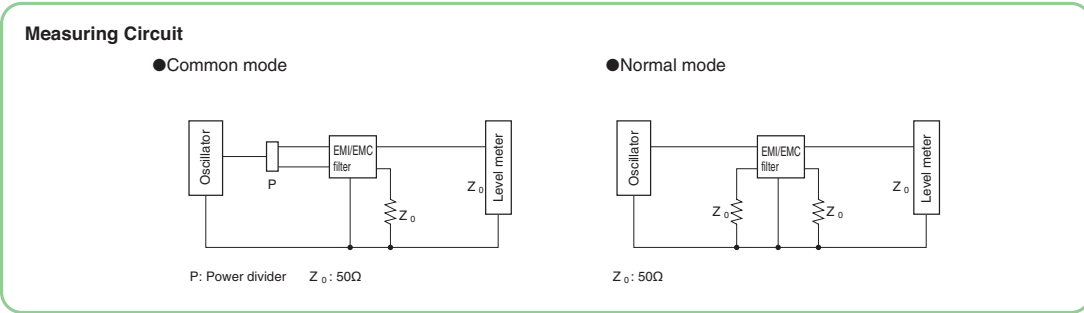 Measuring Circuit
●Common mode
Oscillator
P
EMI/EMC
filter
Z₀
Z₀
Level meter
P: Power divider Z₀: 50Ω
●Normal mode
Oscillator
Z₀
EMI/EMC
filter
Z₀
Z₀
Level meter
Z₀: 50Ω